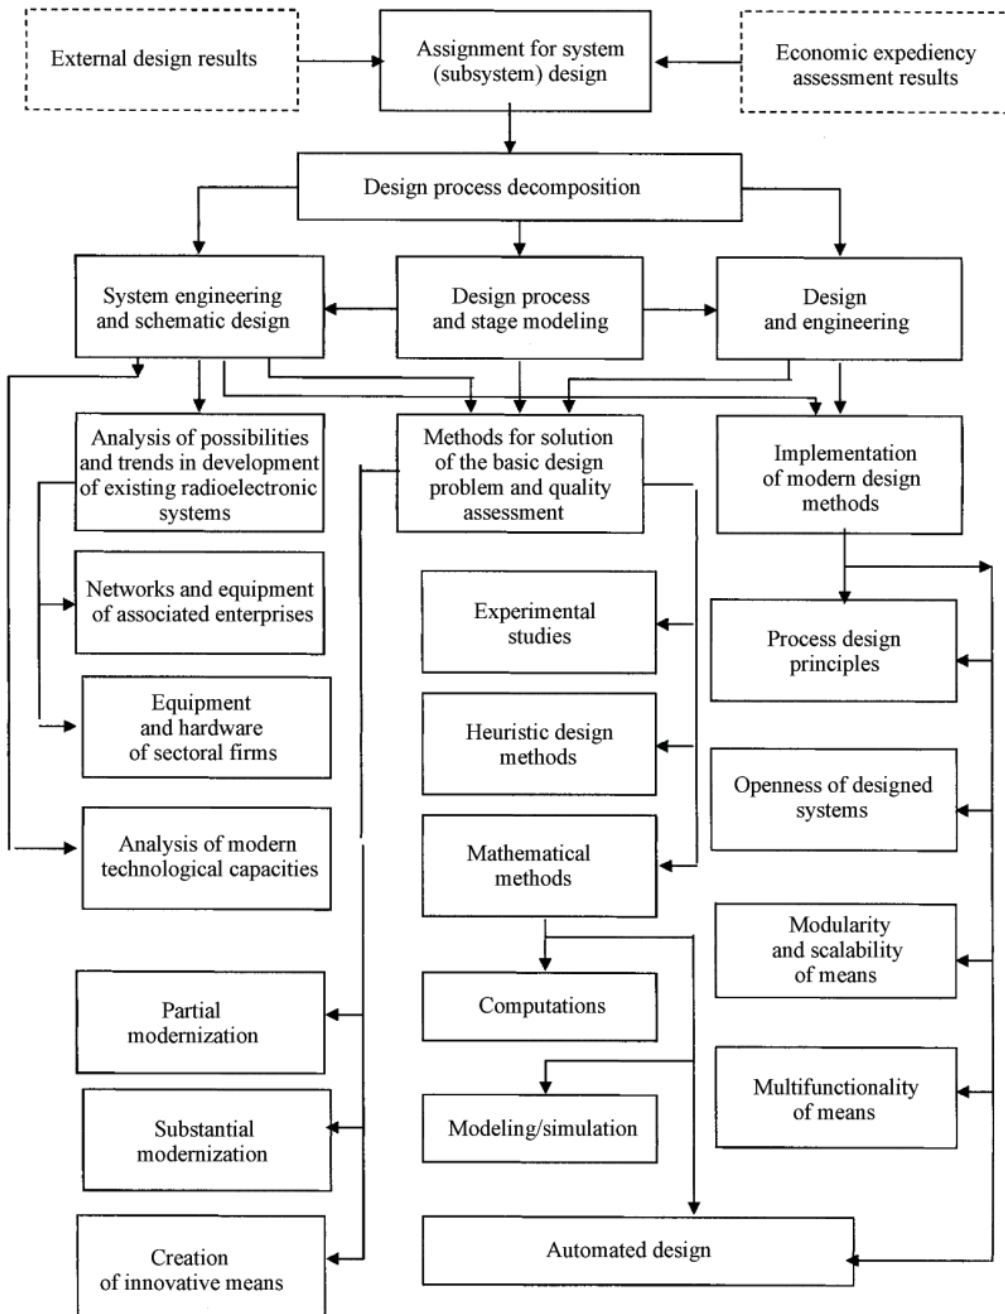 External design results
Assignment for system
(subsystem) design
Economic expediency
assessment results
Design process decomposition
System engineering
and schematic design
Design process
and stage modeling
Design
and engineering
Analysis of possibilities
and trends in development
of existing radioelectronic
systems
Methods for solution
of the basic design
problem and quality
assessment
Implementation
of modern design
methods
Networks and equipment
of associated enterprises
Experimental
studies
Process design
principles
Equipment
and hardware
of sectoral firms
Heuristic design
methods
Openness of designed
systems
Analysis of modern
technological capacities
Mathematical
methods
Modularity
and scalability
of means
Partial
modernization
Computations
Multifunctionality
of means
Substantial
modernization
Modeling/simulation
Creation
of innovative means
Automated design